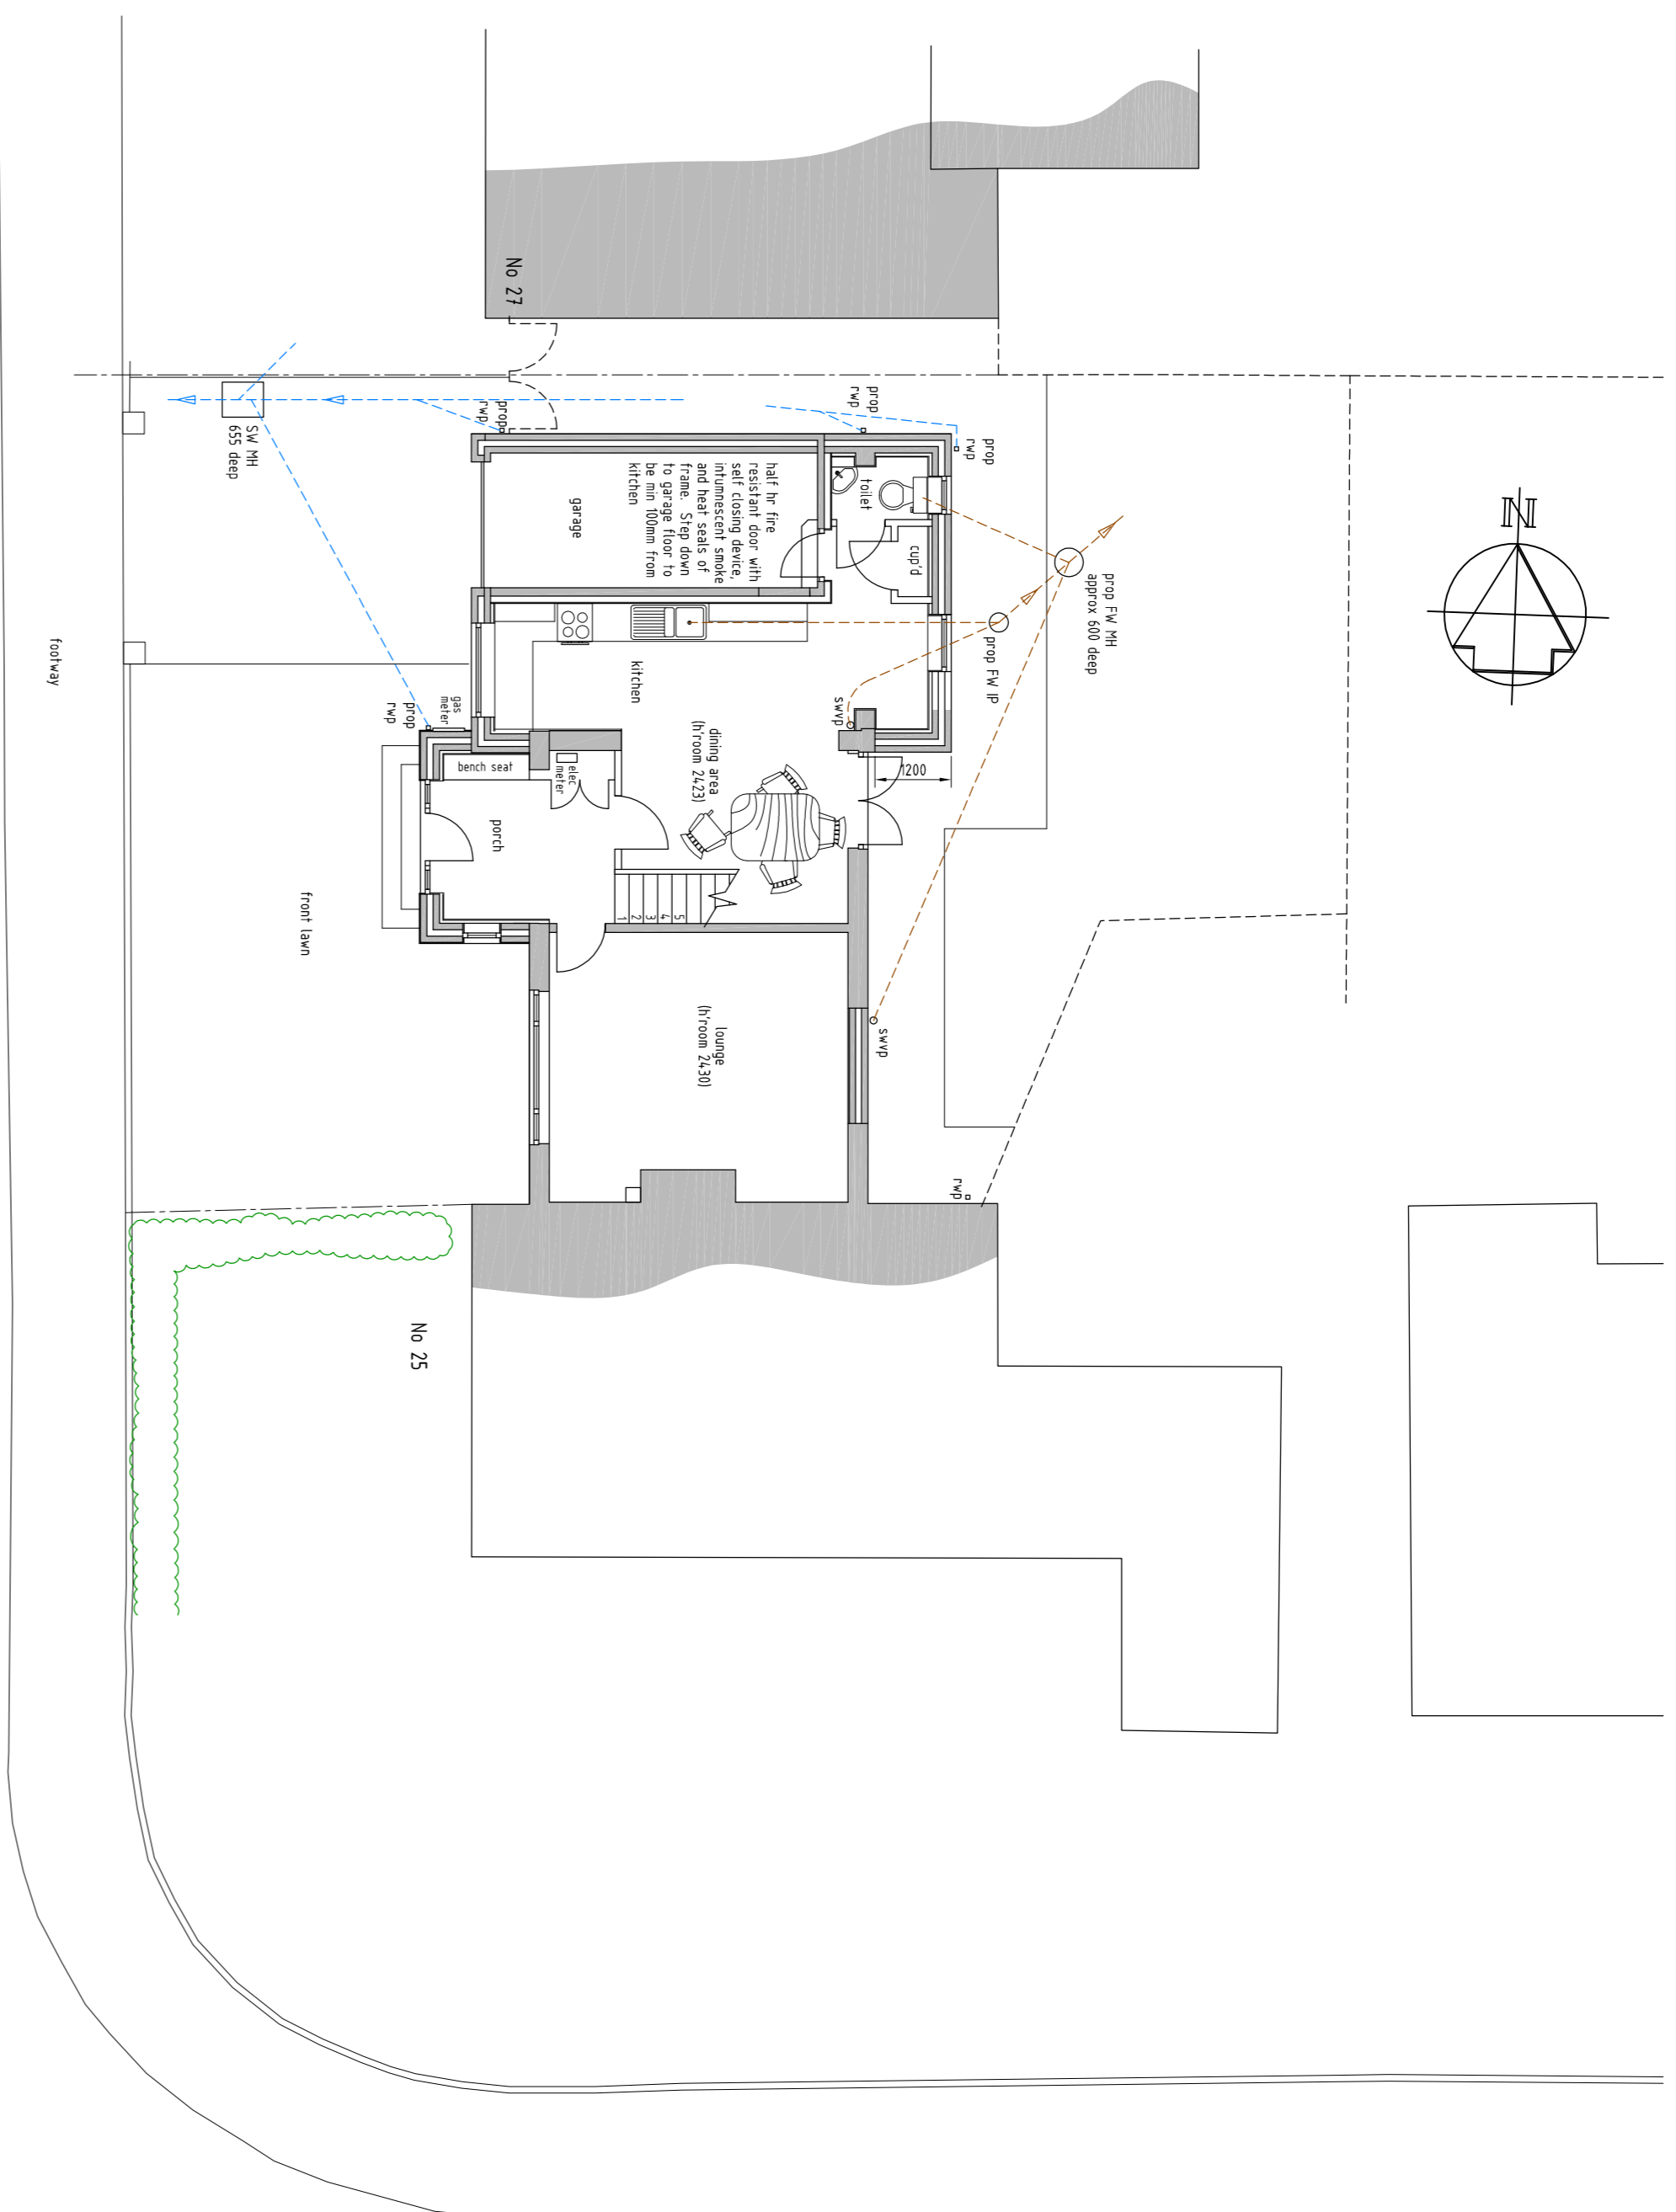 N
prop FW MH
approx 600 deep
prop FW IP
prop
rwp
prop
rwp
prop
rwp
prop
rwp
rwp
swvp
swvp
1200
toilet
cup'd
No 27
half hr fire
resistant door with
self closing device,
intumnescent smoke
and heat seals of
frame. Step down
to garage floor to
be min 100mm from
kitchen
garage
kitchen
dining area
(h'room 2423)
lounge
(h'room 2430)
5
4
3
2
1
elec
meter
bench seat
porch
gas
meter
SW MH
655 deep
front lawn
No 25
footway